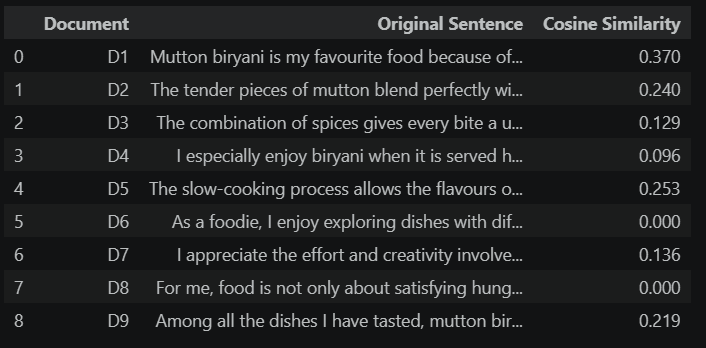 Document Original Sentence Cosine Similarity
0 D1 Mutton biryani is my favourite food because of... 0.370
1 D2 The tender pieces of mutton blend perfectly wi... 0.240
2 D3 The combination of spices gives every bite a u... 0.129
3 D4 I especially enjoy biryani when it is served h... 0.096
4 D5 The slow-cooking process allows the flavours o... 0.253
5 D6 As a foodie, I enjoy exploring dishes with dif... 0.000
6 D7 I appreciate the effort and creativity involve... 0.136
7 D8 For me, food is not only about satisfying hung... 0.000
8 D9 Among all the dishes I have tasted, mutton bir... 0.219